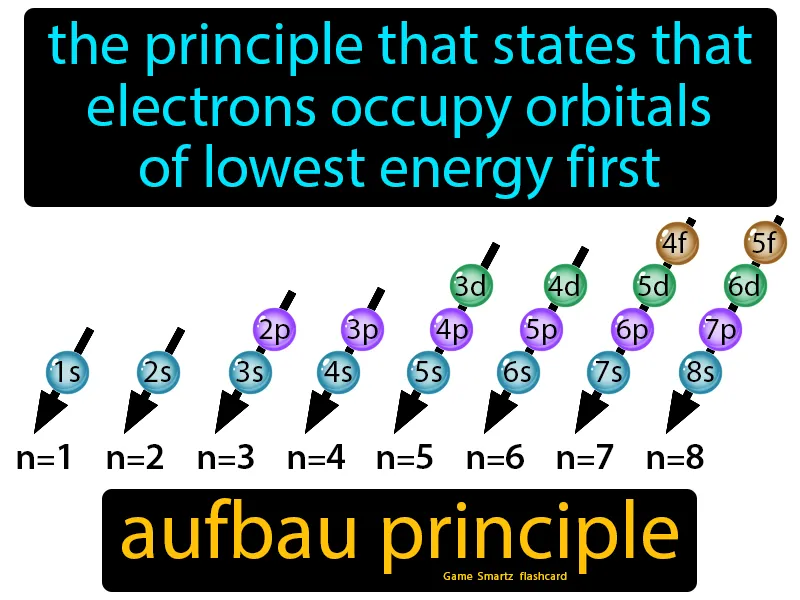 the principle that states that
electrons occupy orbitals
of lowest energy first
4f 5f
3d 4d 5d 6d
2p 3p 4p 5p 6p 7p
1s 2s 3s 4s 5s 6s 7s 8s
n=1 n=2 n=3 n=4 n=5 n=6 n=7 n=8
aufbau principle
Game Smartz flashcard